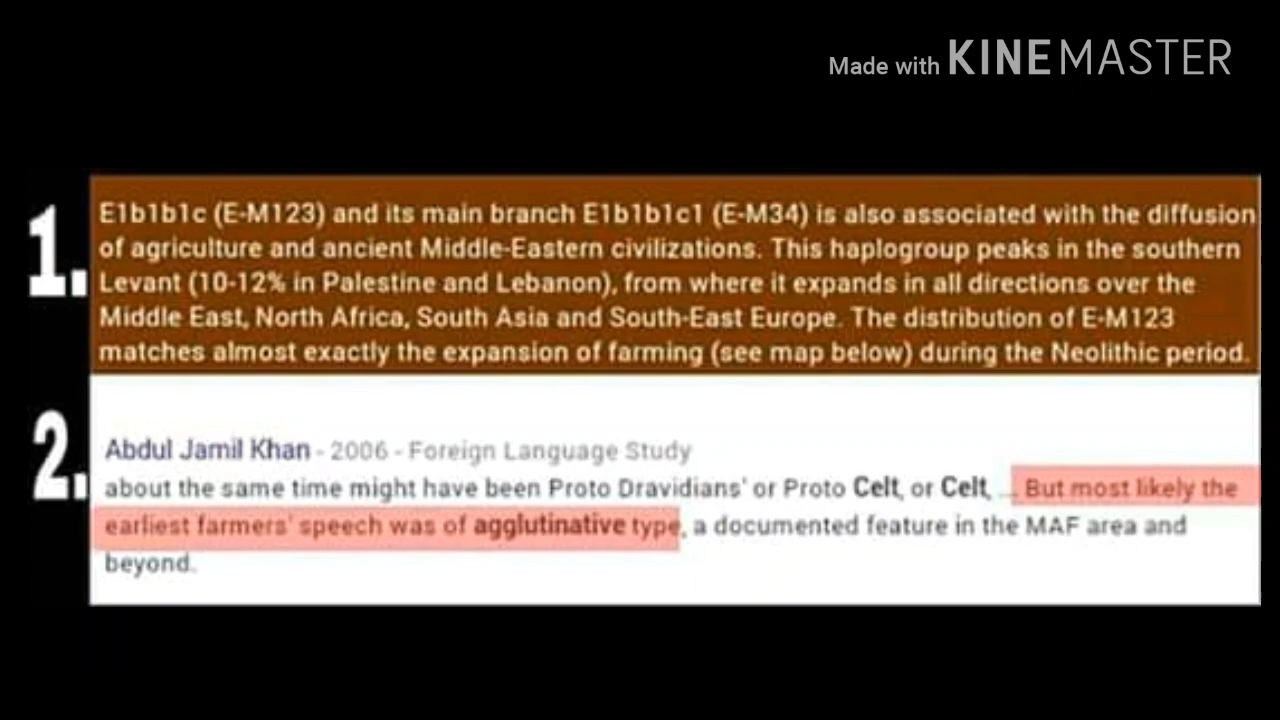 Made with KINEMASTER
1.
E1b1b1c (E-M123) and its main branch E1b1b1c1 (E-M34) is also associated with the diffusion
of agriculture and ancient Middle-Eastern civilizations. This haplogroup peaks in the southern
Levant (10-12% in Palestine and Lebanon), from where it expands in all directions over the
Middle East, North Africa, South Asia and South-East Europe. The distribution of E-M123
matches almost exactly the expansion of farming (see map below) during the Neolithic period.
2.
Abdul Jamil Khan - 2006 - Foreign Language Study
about the same time might have been Proto Dravidians' or Proto Celt, or Celt, ... But most likely the
earliest farmers' speech was of agglutinative type, a documented feature in the MAF area and
beyond.